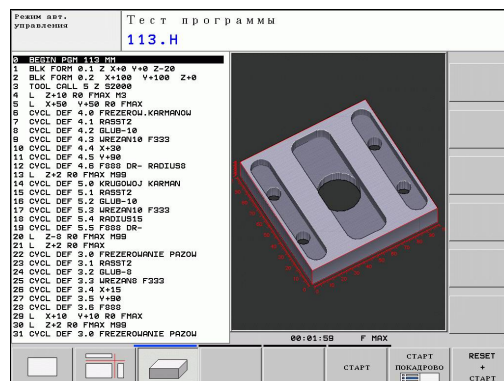 Режим авт.
управления
Тест программы
113.H
0 BEGIN PGM 113 MM
1 BLK FORM 0.1 Z X+0 Y+0 Z-20
2 BLK FORM 0.2 X+100 Y+100 Z+0
3 TOOL CALL 5 Z S2000
4 L Z+10 R0 FMAX M3
5 L X+50 Y+50 R0 FMAX
6 CYCL DEF 4.0 FREZEROW.KARMANOW
7 CYCL DEF 4.1 RASST2
8 CYCL DEF 4.2 GLUB-10
9 CYCL DEF 4.3 WREZAN10 F333
10 CYCL DEF 4.4 X+30
11 CYCL DEF 4.5 Y+90
12 CYCL DEF 4.6 F888 DR- RADIUS8
13 L Z+2 R0 FMAX M99
14 CYCL DEF 5.0 KRUGOWOJ KARMAN
15 CYCL DEF 5.1 RASST2
16 CYCL DEF 5.2 GLUB-10
17 CYCL DEF 5.3 WREZAN10 F333
18 CYCL DEF 5.4 RADIUS15
19 CYCL DEF 5.5 F888 DR-
20 L Z-8 R0 FMAX M99
21 L Z+2 R0 FMAX
22 CYCL DEF 3.0 FREZEROWANIE PAZOW
23 CYCL DEF 3.1 RASST2
24 CYCL DEF 3.2 GLUB-8
25 CYCL DEF 3.3 WREZAN8 F333
26 CYCL DEF 3.4 X+15
27 CYCL DEF 3.5 Y+90
28 CYCL DEF 3.6 F888
29 L X+10 Y+10 R0 FMAX
30 L Z+2 R0 FMAX M99
31 CYCL DEF 3.0 FREZEROWANIE PAZOW
00:01:59 F MAX
СТАРТ
СТАРТ
ПОКАДРОВО
RESET
+
СТАРТ